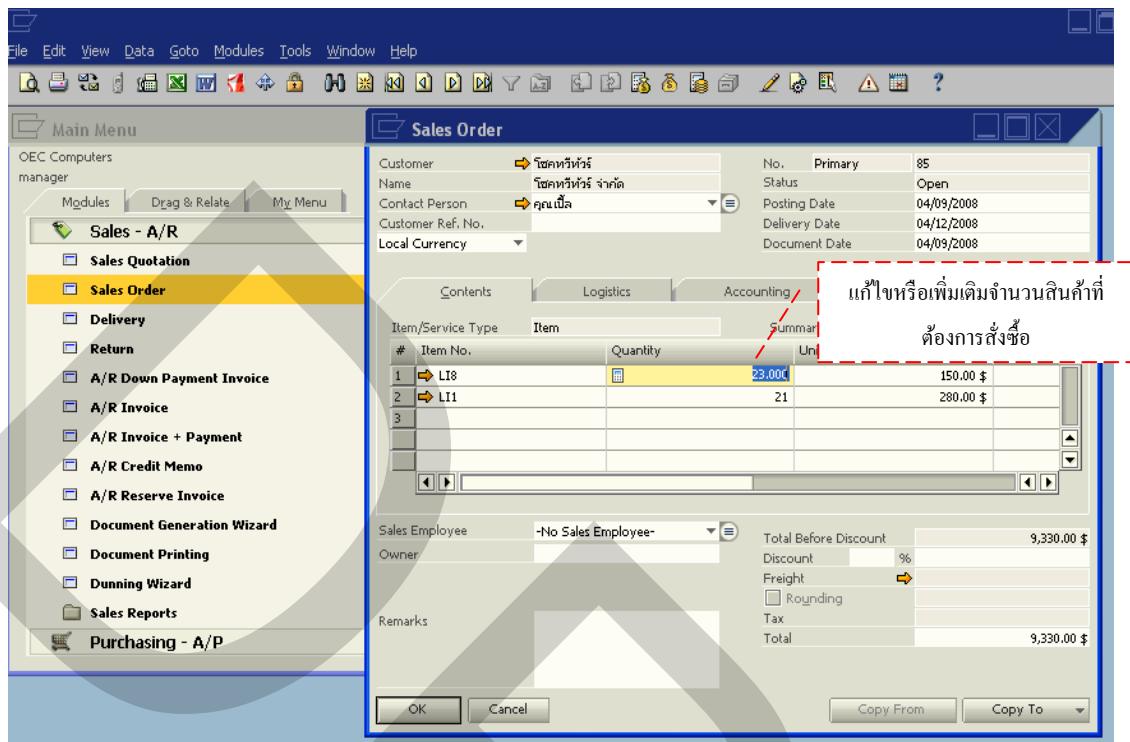 File Edit View Data Goto Modules Tools Window Help
Main Menu
OEC Computers
manager
Modules Drag & Relate My Menu
Sales - A/R
Sales Quotation
Sales Order
Delivery
Return
A/R Down Payment Invoice
A/R Invoice
A/R Invoice + Payment
A/R Credit Memo
A/R Reserve Invoice
Document Generation Wizard
Document Printing
Dunning Wizard
Sales Reports
Purchasing - A/P
Sales Order
Customer โชคทวีทัวร์ No. Primary 85
Name โชคทวีทัวร์ จำกัด Status Open
Contact Person คุณเปิ้ล Posting Date 04/09/2008
Customer Ref. No. Delivery Date 04/12/2008
Local Currency Document Date 04/09/2008
Contents Logistics Accounting
แก้ไขหรือเพิ่มเติมจำนวนสินค้าที่
ต้องการสั่งซื้อ
Item/Service Type Item
# Item No. Quantity
1 LI8 23.000 150.00 $
2 LI1 21 280.00 $
3
Sales Employee -No Sales Employee- Total Before Discount 9,330.00 $
Owner Discount %
Freight
Rounding
Remarks Tax
Total 9,330.00 $
OK Cancel Copy From Copy To